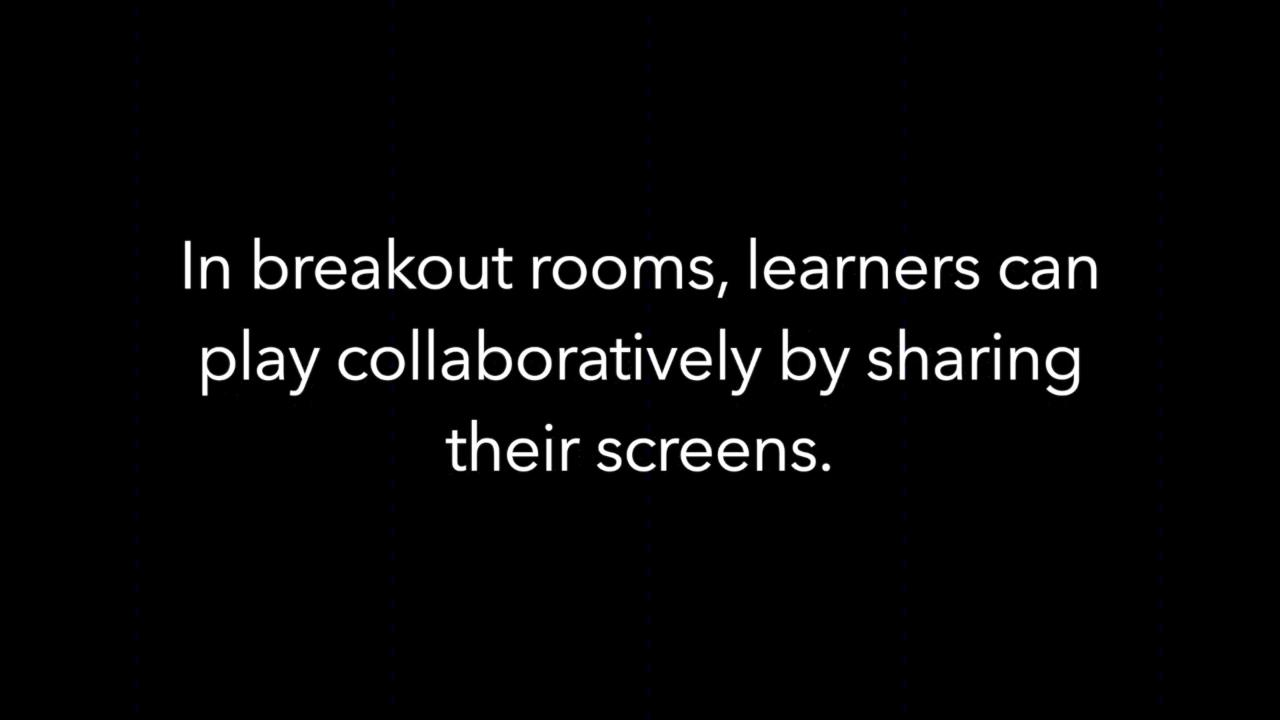 In breakout rooms, learners can
play collaboratively by sharing
their screens.